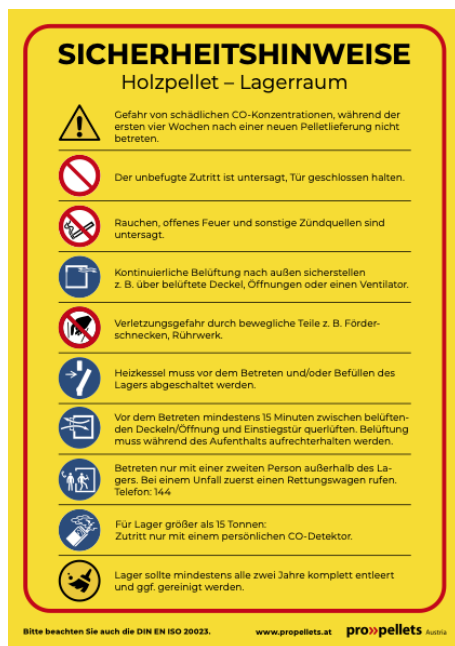 SICHERHEITSHINWEISE
Holzpellet – Lagerraum
Gefahr von schädlichen CO-Konzentrationen, während der
ersten vier Wochen nach einer neuen Pelletlieferung nicht
betreten.
Der unbefugte Zutritt ist untersagt, Tür geschlossen halten.
Rauchen, offenes Feuer und sonstige Zündquellen sind
untersagt.
Kontinuierliche Belüftung nach außen sicherstellen
z. B. über belüftete Deckel, Öffnungen oder einen Ventilator.
Verletzungsgefahr durch bewegliche Teile z. B. Förder-
schnecken, Rührwerk.
Heizkessel muss vor dem Betreten und/oder Befüllen des
Lagers abgeschaltet werden.
Vor dem Betreten mindestens 15 Minuten zwischen belüften-
den Deckeln/Öffnung und Einstiegstür querlüften. Belüftung
muss während des Aufenthalts aufrechterhalten werden.
Betreten nur mit einer zweiten Person außerhalb des La-
gers. Bei einem Unfall zuerst einen Rettungswagen rufen.
Telefon: 144
Für Lager größer als 15 Tonnen:
Zutritt nur mit einem persönlichen CO-Detektor.
Lager sollte mindestens alle zwei Jahre komplett entleert
und ggf. gereinigt werden.
Bitte beachten Sie auch die DIN EN ISO 20023. www.propellets.at pro»pellets Austria